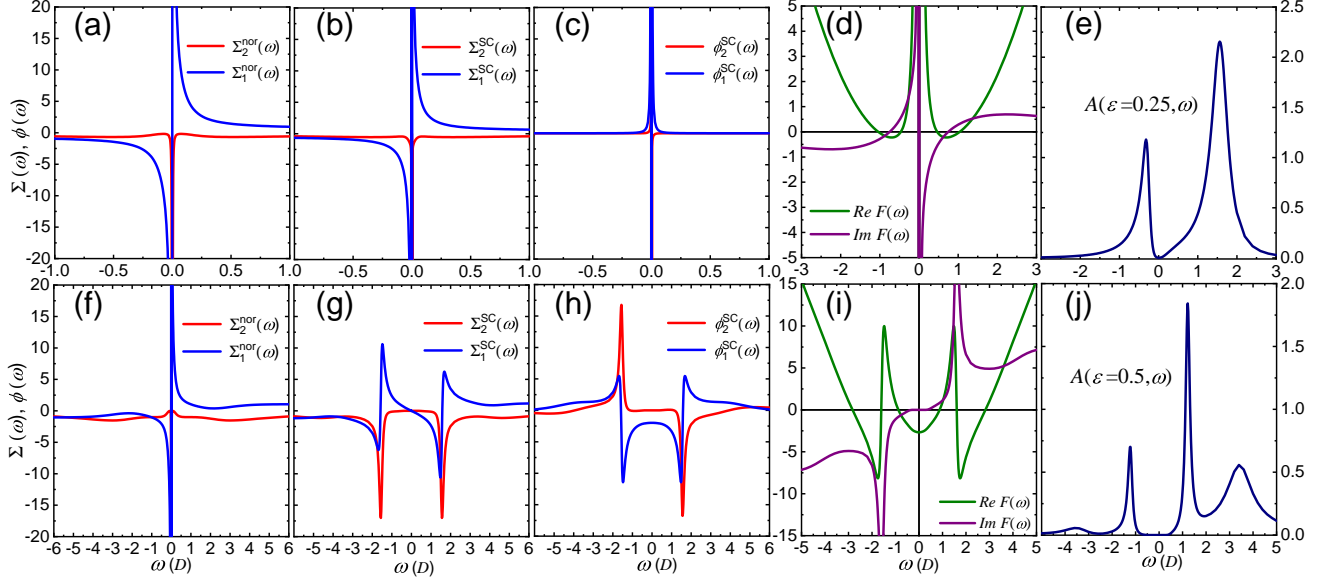 (a)
Σ₂ⁿᵒʳ(ω)
Σ₁ⁿᵒʳ(ω)
(b)
Σ₂ˢᶜ(ω)
Σ₁ˢᶜ(ω)
(c)
ϕ₂ˢᶜ(ω)
ϕ₁ˢᶜ(ω)
(d)
Re F(ω)
Im F(ω)
(e)
A(ε=0.25,ω)
Σ(ω), ϕ(ω)
20 15 10 5 0 -5 -10 -15 -20
-1.0 -0.5 0.0 0.5 1.0
-0.5 0.0 0.5 1.0
-0.5 0.0 0.5 1.0
5 4 3 2 1 0 -1 -2 -3 -4 -5
-3 -2 -1 0 1 2 3
-2 -1 0 1 2 3
2.5 2.0 1.5 1.0 0.5 0.0
(f)
Σ₂ⁿᵒʳ(ω)
Σ₁ⁿᵒʳ(ω)
(g)
Σ₂ˢᶜ(ω)
Σ₁ˢᶜ(ω)
(h)
ϕ₂ˢᶜ(ω)
ϕ₁ˢᶜ(ω)
(i)
Re F(ω)
Im F(ω)
(j)
A(ε=0.5,ω)
Σ(ω), ϕ(ω)
20 15 10 5 0 -5 -10 -15 -20
-6 -5 -4 -3 -2 -1 0 1 2 3 4 5 6
-5 -4 -3 -2 -1 0 1 2 3 4 5 6
-5 -4 -3 -2 -1 0 1 2 3 4 5 6
10 5 0 -5 -10 -15
-5 -4 -3 -2 -1 0 1 2 3 4 5
-4 -3 -2 -1 0 1 2 3 4 5
2.0 1.5 1.0 0.5 0.0
ω(D)
ω(D)
ω(D)
ω(D)
ω(D)